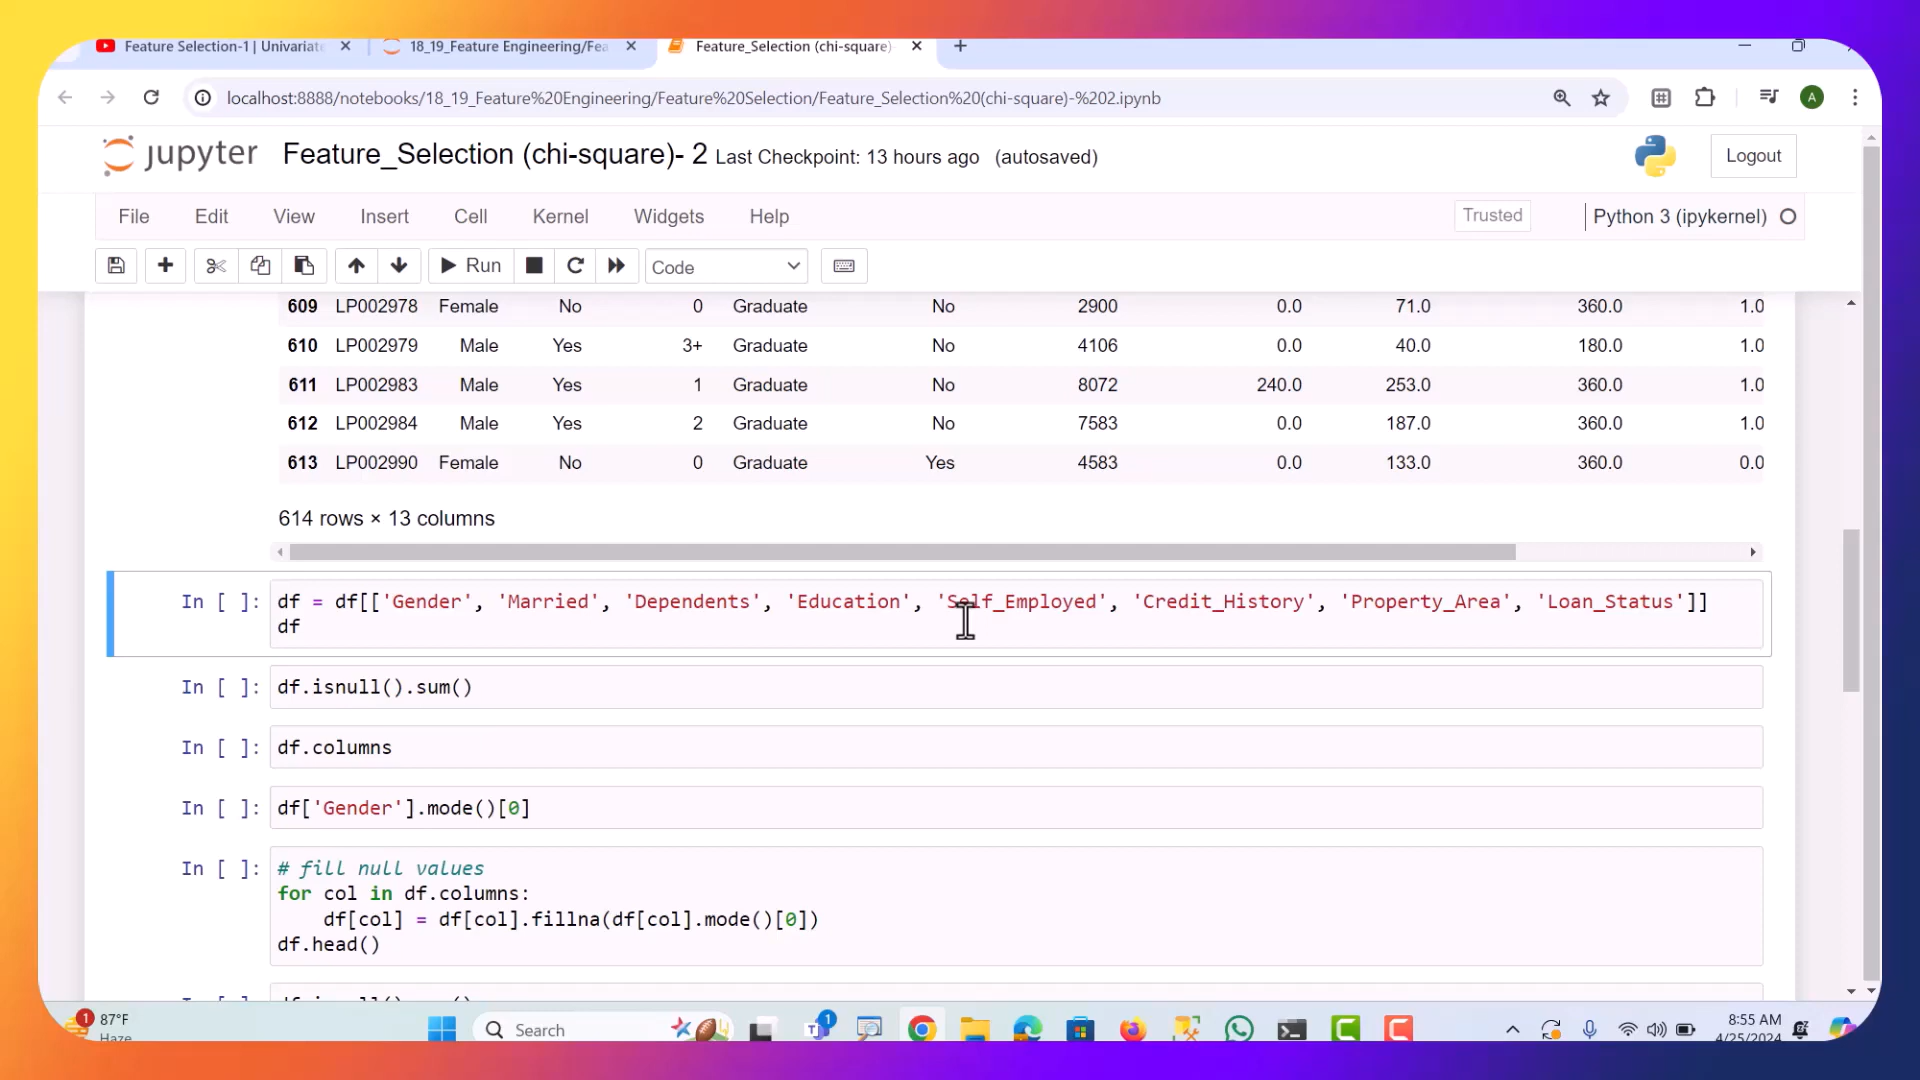 Feature Selection-1 | Univariate
18_19_Feature Engineering/Fea
Feature_Selection (chi-square)
localhost:8888/notebooks/18_19_Feature%20Engineering/Feature%20Selection/Feature_Selection%20(chi-square)-%202.ipynb
A
jupyter Feature_Selection (chi-square)- 2 Last Checkpoint: 13 hours ago (autosaved)
Logout
File Edit View Insert Cell Kernel Widgets Help
Trusted
Python 3 (ipykernel)
Run
Code
609 LP002978 Female No 0 Graduate No 2900 0.0 71.0 360.0 1.0
610 LP002979 Male Yes 3+ Graduate No 4106 0.0 40.0 180.0 1.0
611 LP002983 Male Yes 1 Graduate No 8072 240.0 253.0 360.0 1.0
612 LP002984 Male Yes 2 Graduate No 7583 0.0 187.0 360.0 1.0
613 LP002990 Female No 0 Graduate Yes 4583 0.0 133.0 360.0 0.0
614 rows × 13 columns
In [ ]: df = df[['Gender', 'Married', 'Dependents', 'Education', 'Self_Employed', 'Credit_History', 'Property_Area', 'Loan_Status']]
df
In [ ]: df.isnull().sum()
In [ ]: df.columns
In [ ]: df['Gender'].mode()[0]
In [ ]: # fill null values
for col in df.columns:
df[col] = df[col].fillna(df[col].mode()[0])
df.head()
1
87°F
Haze
Search
1
8:55 AM
4/25/2024